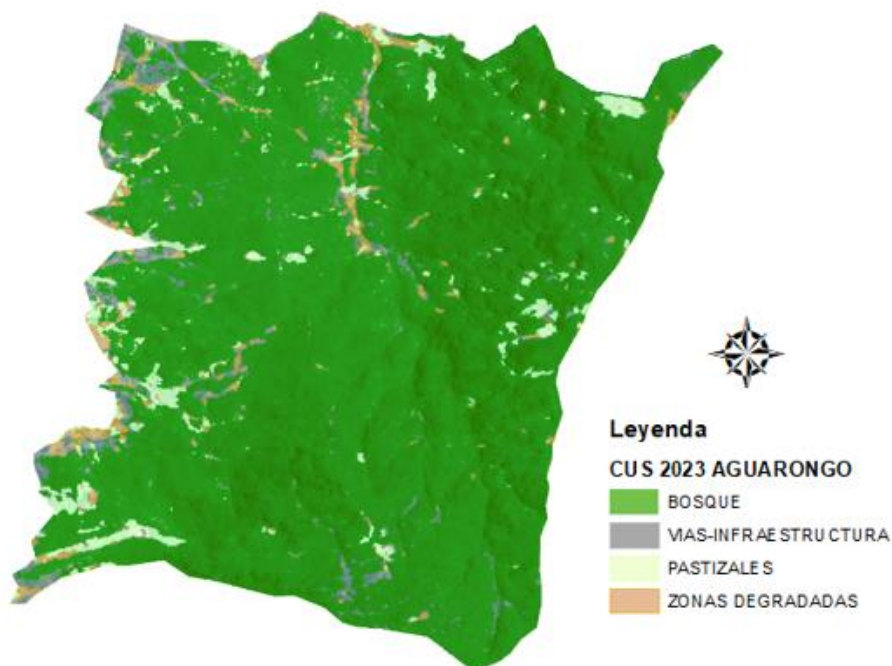 Leyenda
CUS 2023 AGUARONGO
BOSQUE
VIAS-INFRAESTRUCTURA
PASTIZALES
ZONAS DEGRADADAS